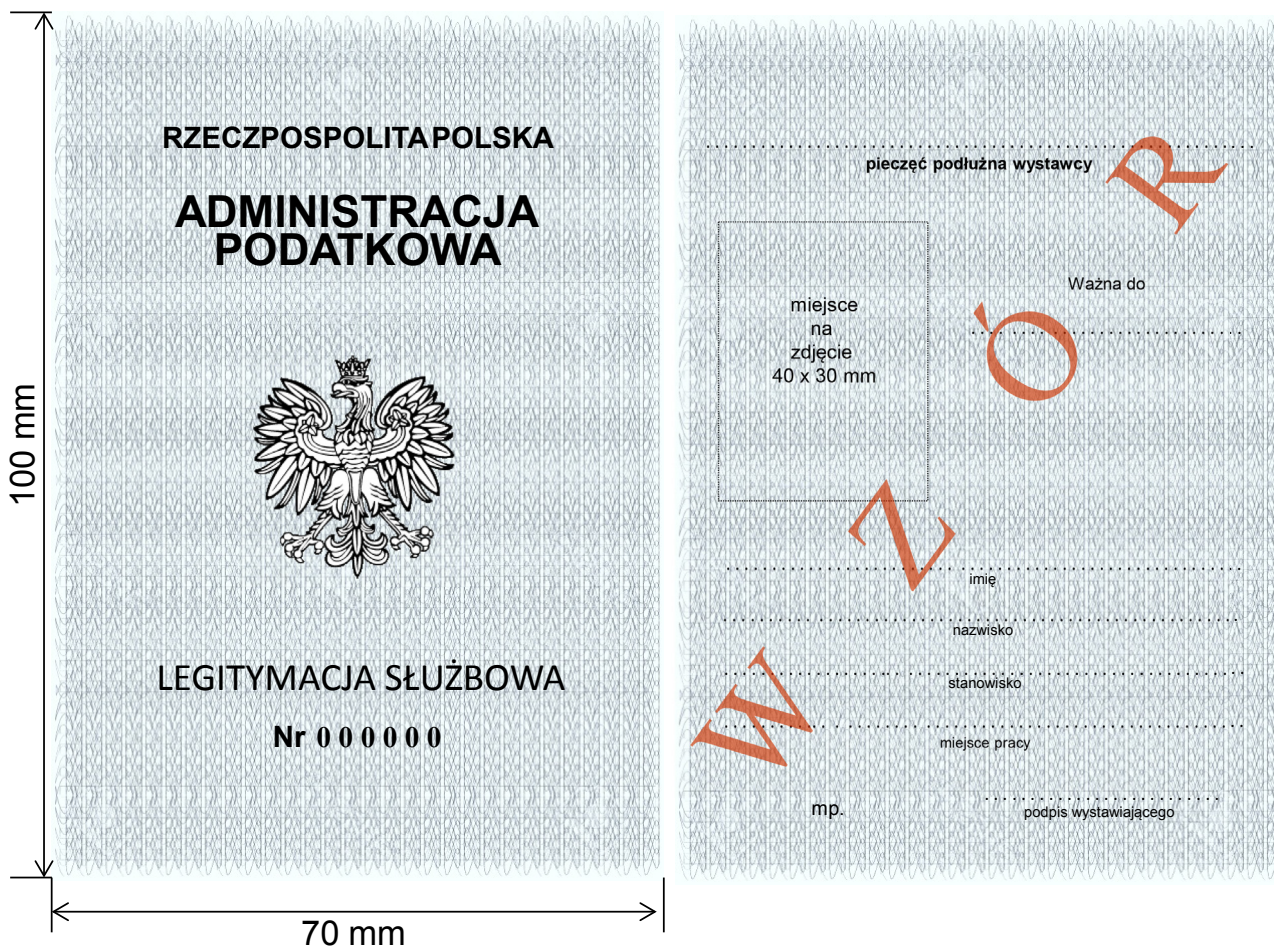 RZECZPOSPOLITA POLSKA
ADMINISTRACJA
PODATKOWA
LEGITYMACJA SŁUŻBOWA
Nr 000000
100 mm
70 mm
pieczęć podłużna wystawcy
miejsce
na
zdjęcie
40 x 30 mm
Ważna do
imię
nazwisko
stanowisko
miejsce pracy
mp.
podpis wystawiającego
WZÓR